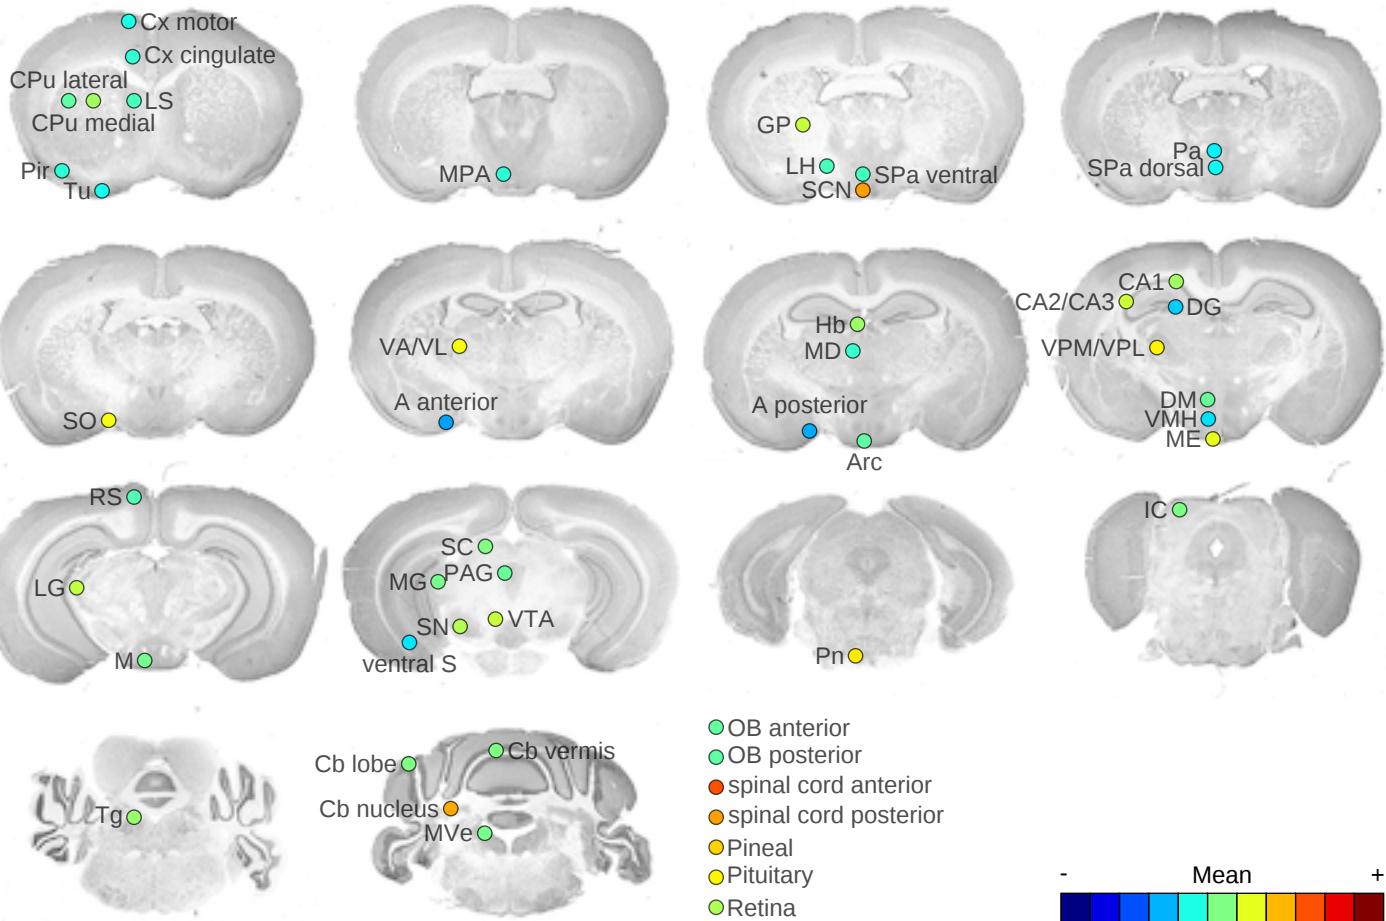 Cx motor
Cx cingulate
CPu lateral
LS
CPu medial
Pir
Tu
MPA
GP
LH
SPa ventral
SCN
Pa
SPa dorsal
SO
VA/VL
A anterior
Hb
MD
A posterior
Arc
CA1
CA2/CA3
DG
VPM/VPL
DM
VMH
ME
RS
LG
M
SC
PAG
MG
SN
VTA
ventral S
Pn
IC
Tg
Cb vermis
Cb lobe
Cb nucleus
MVe
OB anterior
OB posterior
spinal cord anterior
spinal cord posterior
Pineal
Pituitary
Retina
- Mean +